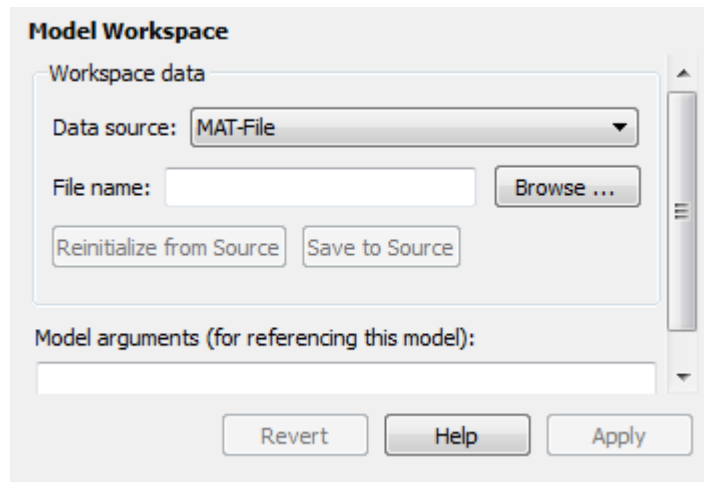 Model Workspace
Workspace data
Data source: MAT-File
File name: Browse ...
Reinitialize from Source Save to Source
Model arguments (for referencing this model):
Revert Help Apply